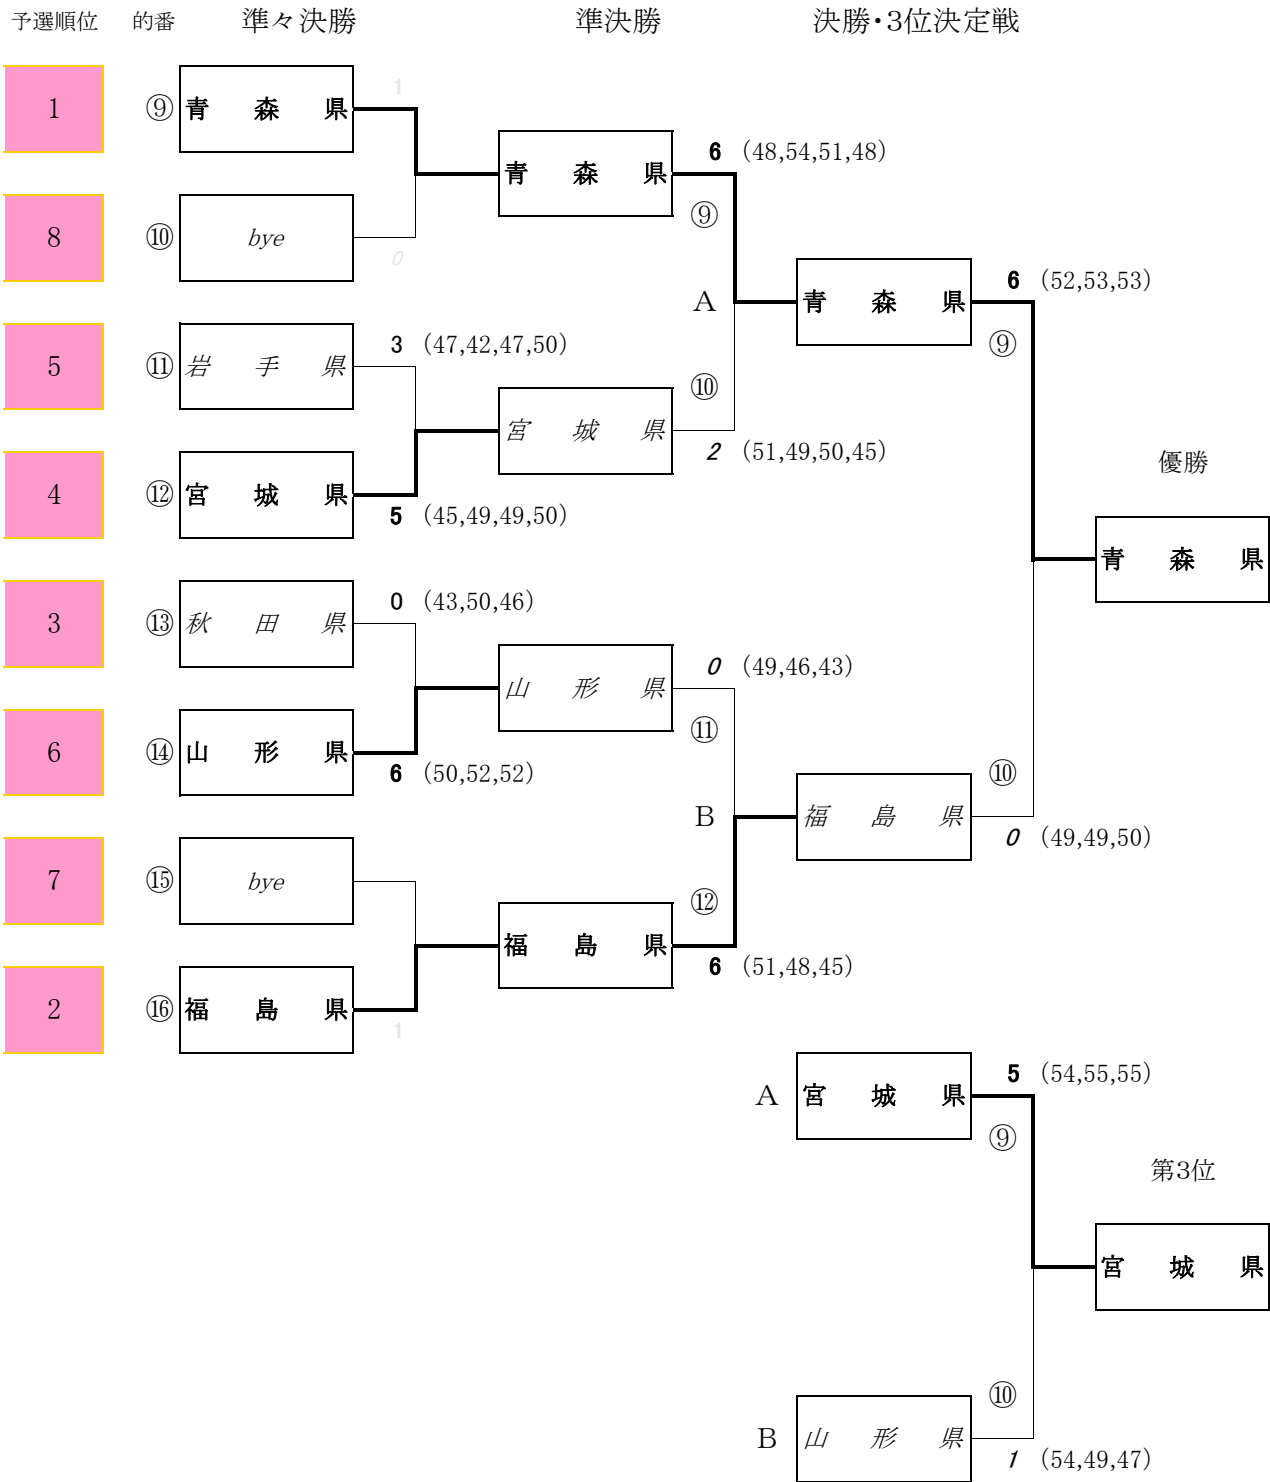 予選順位 的番 準々決勝 準決勝 決勝・3位決定戦
1 ⑨ 青森県 1
青森県 6 (48,54,51,48)
⑨
8 ⑩ bye 0
A 青森県 6 (52,53,53)
⑨
5 ⑪ 岩手県 3 (47,42,47,50)
⑩
宮城県 2 (51,49,50,45)
4 ⑫ 宮城県 5 (45,49,49,50)
優勝
青森県
3 ⑬ 秋田県 0 (43,50,46)
山形県 0 (49,46,43)
⑪
6 ⑭ 山形県 6 (50,52,52)
⑩
B 福島県 0 (49,49,50)
7 ⑮ bye
⑫
福島県 6 (51,48,45)
2 ⑯ 福島県 1
A 宮城県 5 (54,55,55)
⑨
第3位
宮城県
⑩
B 山形県 1 (54,49,47)